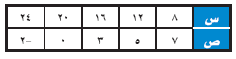 س ٨ ١٢ ١٦ ٢٠ ٢٤
ص ٧ ٥ ٣ ٠ ٢-